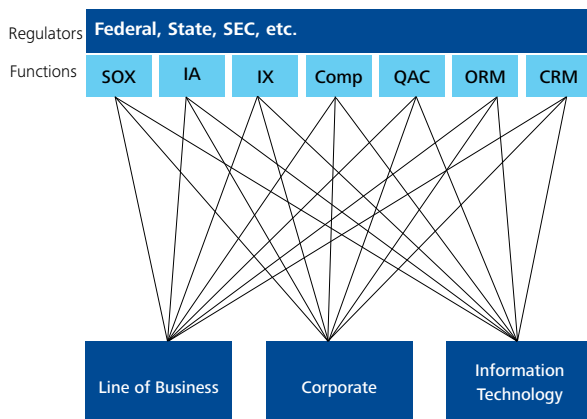 Regulators
Federal, State, SEC, etc.
Functions
SOX IA IX Comp QAC ORM CRM
Line of Business
Corporate
Information
Technology